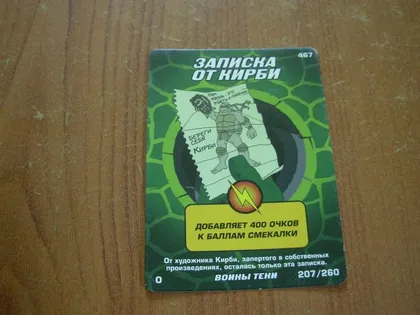 467
ЗАПИСКА
ОТ КИРБИ
БЕРЕГИ
СЕБЯ
КИРБИ
ДОБАВЛЯЕТ 400 ОЧКОВ
К БАЛЛАМ СМЕКАЛКИ
От художника Кирби, запертого в собственных
произведениях, осталась только эта записка.
0 ВОИНЫ ТЕНИ 207/260